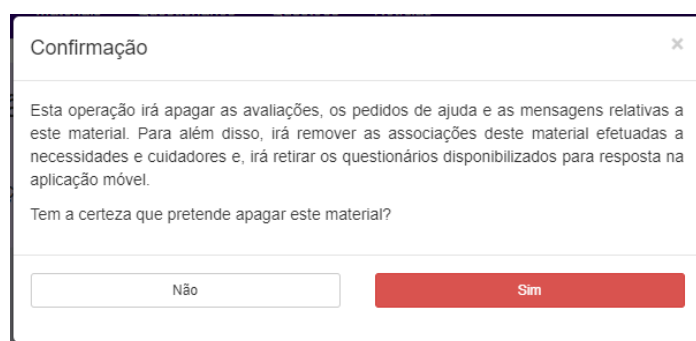 Confirmação
×
Esta operação irá apagar as avaliações, os pedidos de ajuda e as mensagens relativas a
este material. Para além disso, irá remover as associações deste material efetuadas a
necessidades e cuidadores e, irá retirar os questionários disponibilizados para resposta na
aplicação móvel.
Tem a certeza que pretende apagar este material?
Não
Sim